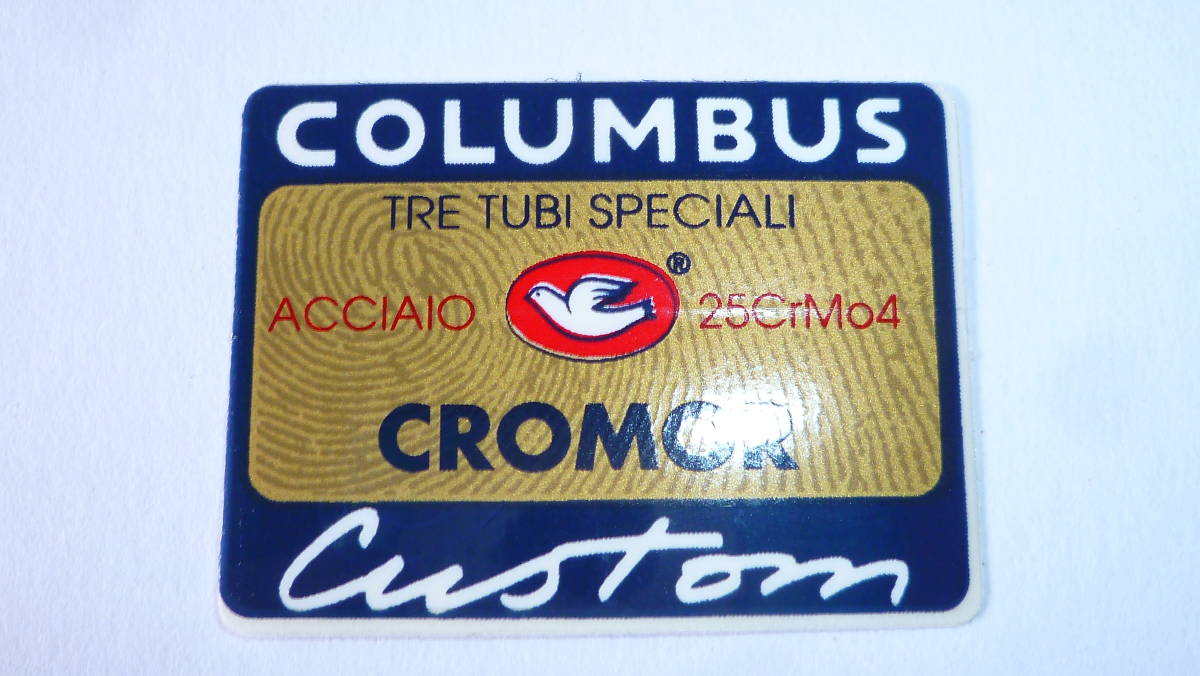 COLUMBUS
TRE TUBI SPECIALI
®
ACCIAIO 25CrMo4
CROMOR
Custom